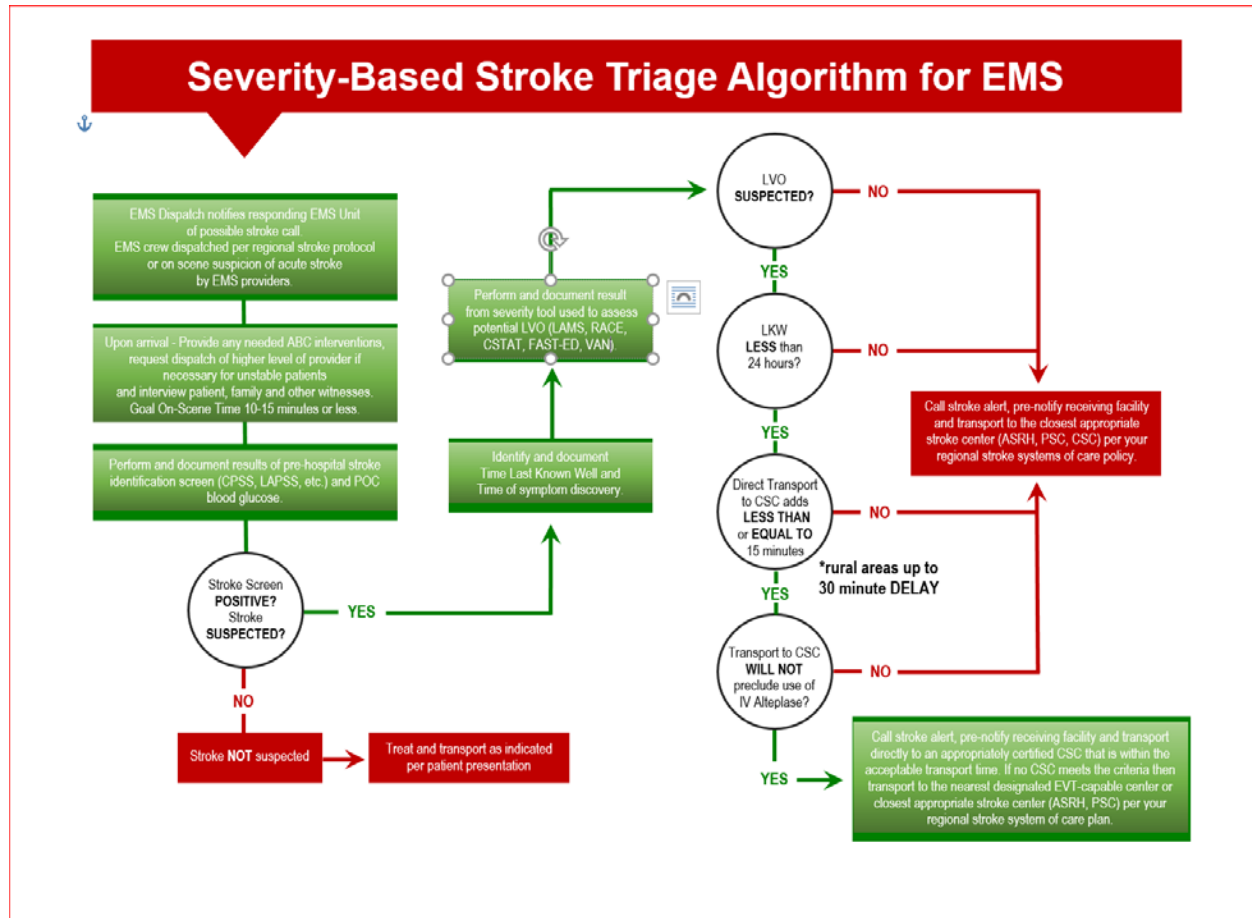 Severity-Based Stroke Triage Algorithm for EMS
EMS Dispatch notifies responding EMS Unit
of possible stroke call.
EMS crew dispatched per regional stroke protocol
or on scene suspicion of acute stroke
by EMS providers.
Upon arrival - Provide any needed ABC interventions,
request dispatch of higher level of provider if
necessary for unstable patients
and interview patient, family and other witnesses.
Goal On-Scene Time 10-15 minutes or less.
Perform and document results of pre-hospital stroke
identification screen (CPSS, LAPSS, etc.) and POC
blood glucose.
Stroke Screen
POSITIVE?
Stroke
SUSPECTED?
YES
NO
Stroke NOT suspected
Treat and transport as indicated
per patient presentation
Identify and document
Time Last Known Well and
Time of symptom discovery.
Perform and document result
from severity tool used to assess
potential LVO (LAMS, RACE,
CSTAT, FAST-ED, VAN).
LVO
SUSPECTED?
NO
YES
LKW
LESS than
24 hours?
NO
YES
Direct Transport
to CSC adds
LESS THAN
or EQUAL TO
15 minutes
NO
*rural areas up to
30 minute DELAY
YES
Transport to CSC
WILL NOT
preclude use of
IV Alteplase?
NO
YES
Call stroke alert, pre-notify receiving facility
and transport to the closest appropriate
stroke center (ASRH, PSC, CSC) per your
regional stroke systems of care policy.
Call stroke alert, pre-notify receiving facility and transport
directly to an appropriately certified CSC that is within the
acceptable transport time. If no CSC meets the criteria then
transport to the nearest designated EVT-capable center or
closest appropriate stroke center (ASRH, PSC) per your
regional stroke system of care plan.